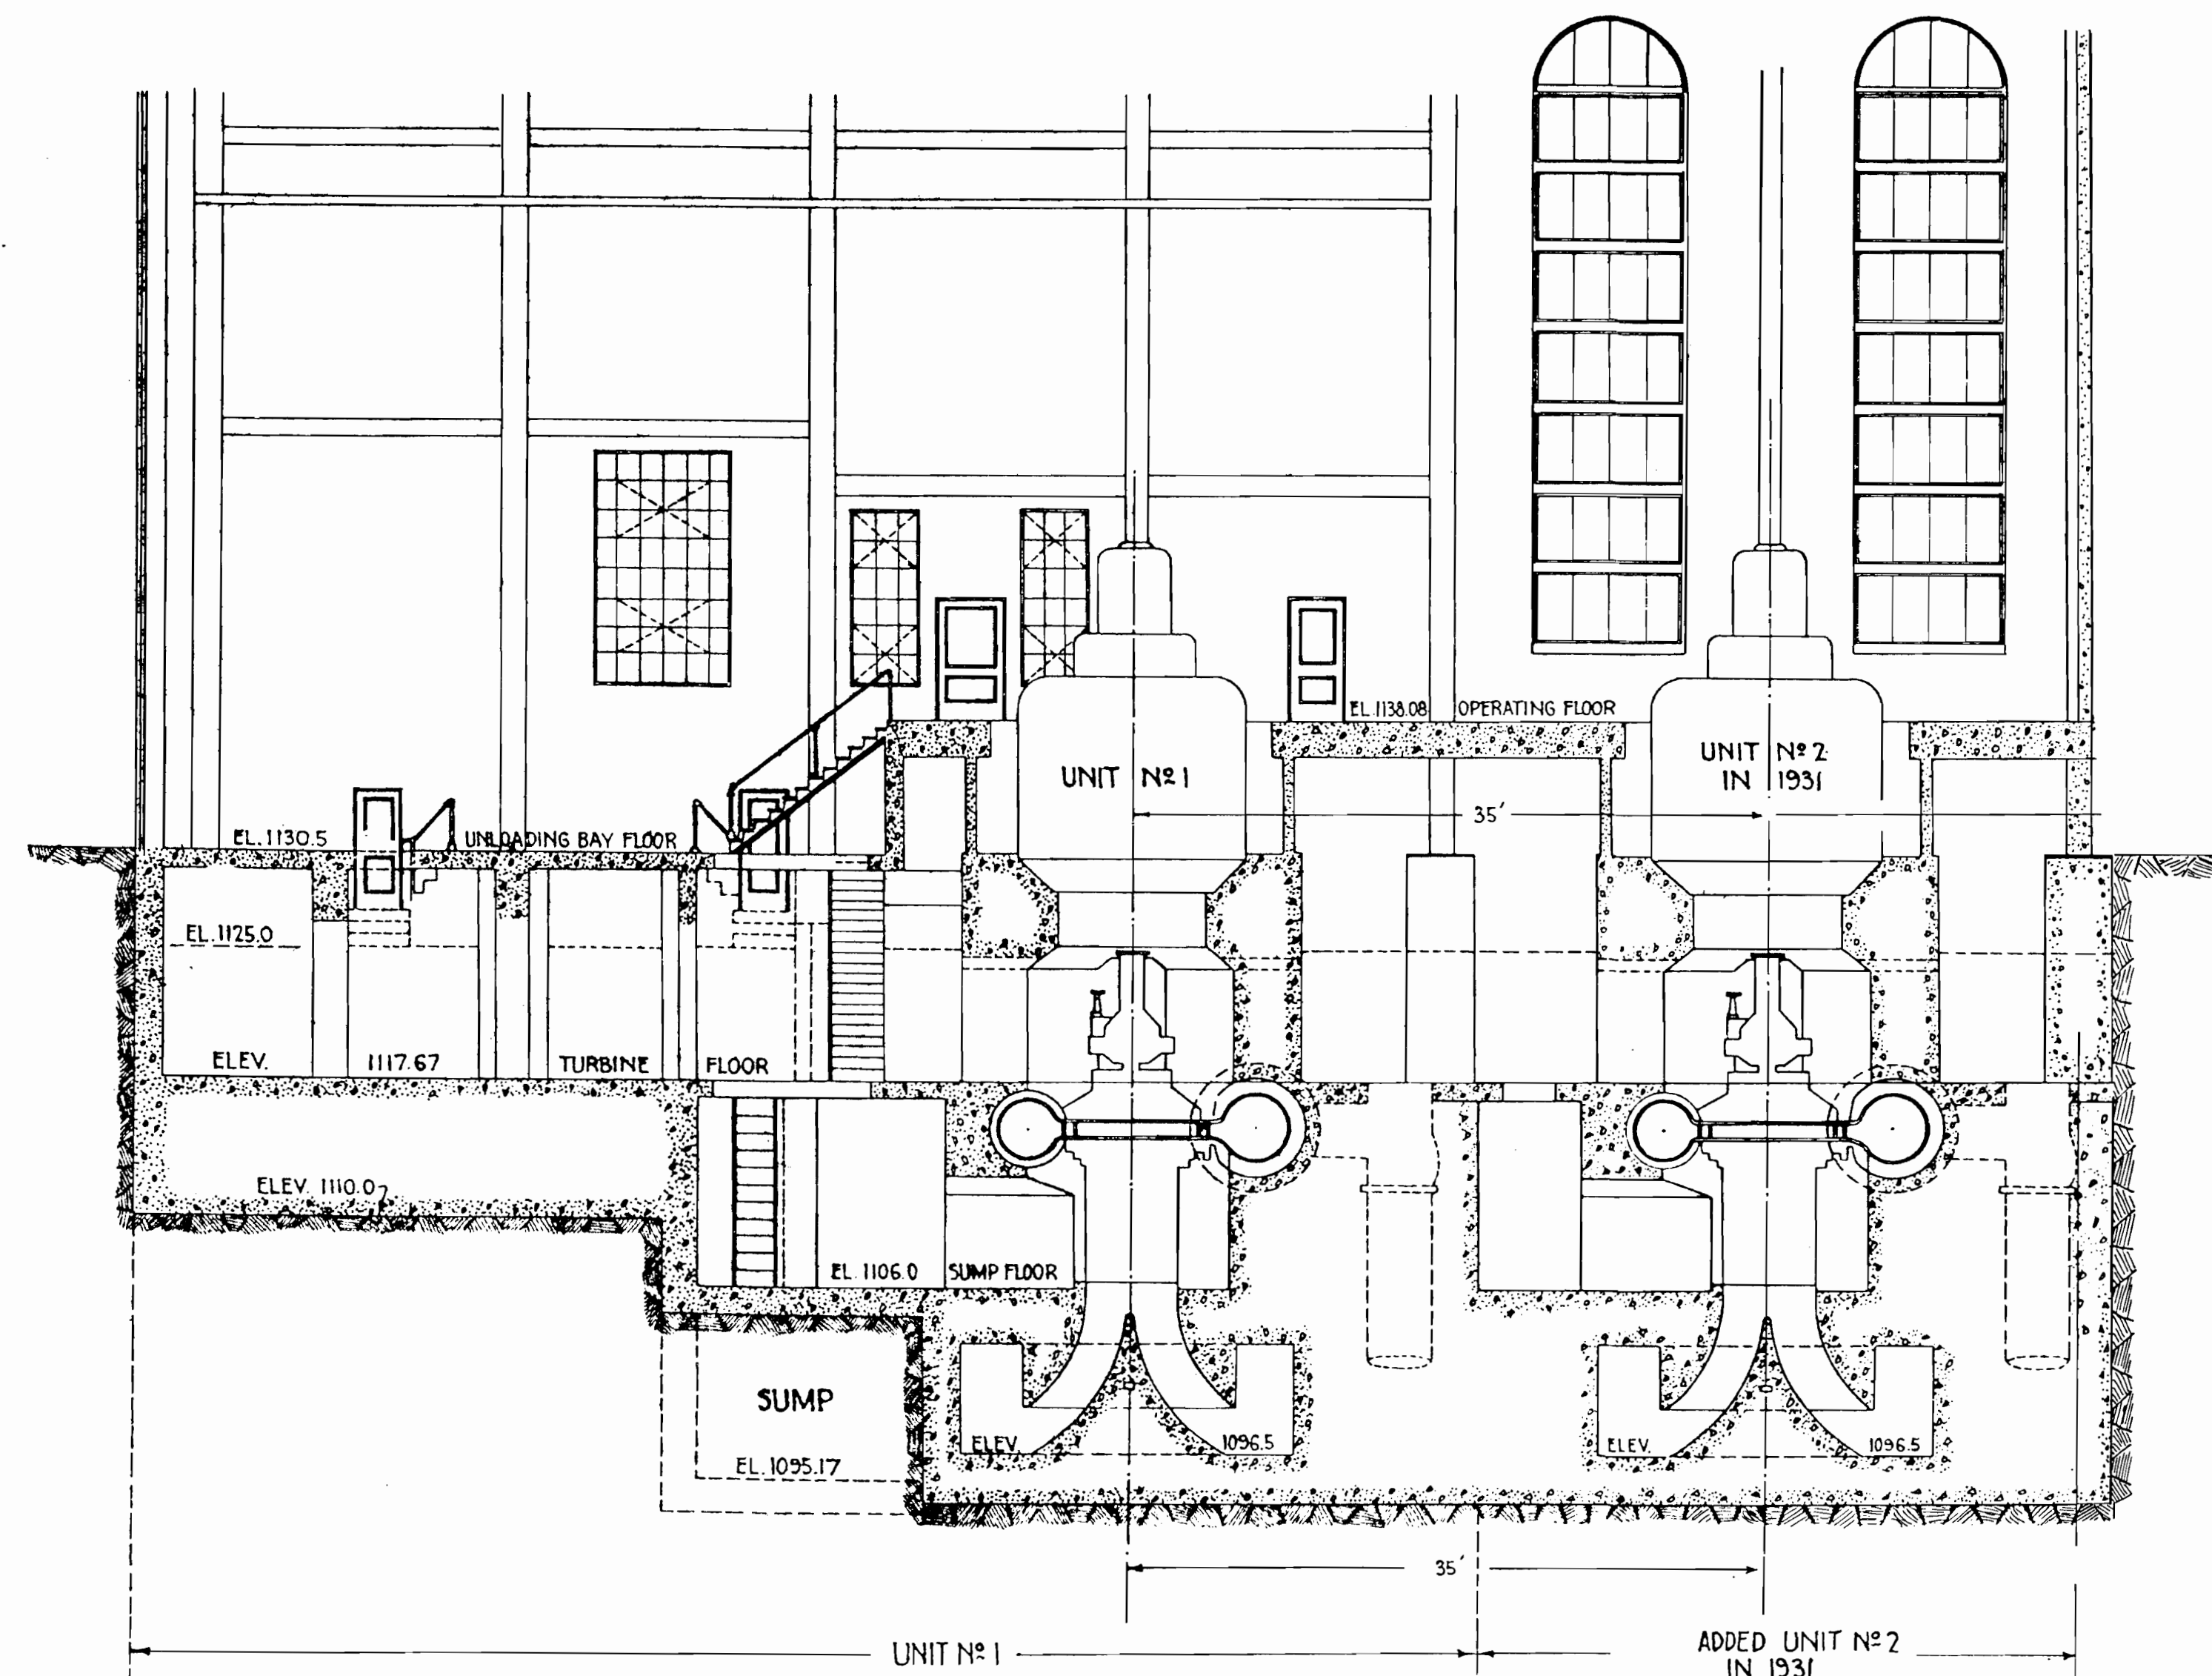 EL.1138.08 OPERATING FLOOR
UNIT Nº 1
UNIT Nº 2
IN 1931
35′
EL.1130.5 UNLOADING BAY FLOOR
EL.1125.0
ELEV. 1117.67 TURBINE FLOOR
ELEV. 1110.0
EL.1106.0 SUMP FLOOR
SUMP
EL.1095.17
ELEV. 1096.5
ELEV. 1096.5
35′
UNIT Nº 1
ADDED UNIT Nº 2
IN 1931